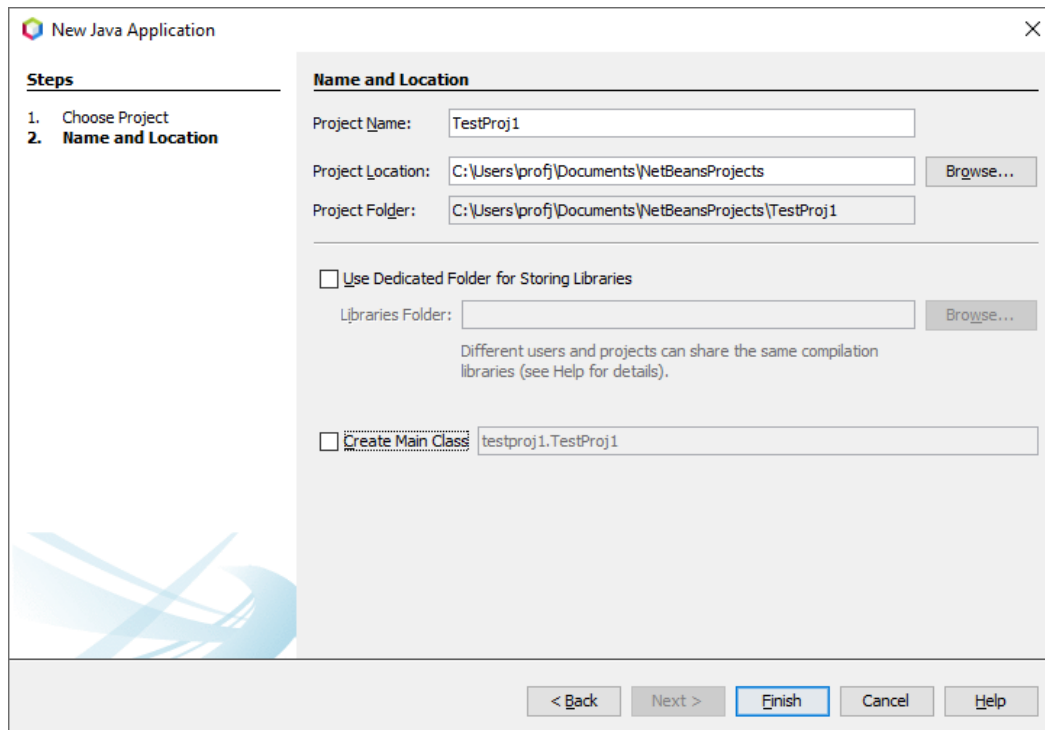 New Java Application
Steps
1. Choose Project
2. Name and Location
Name and Location
Project Name: TestProj1
Project Location: C:\Users\profj\Documents\NetBeansProjects Browse...
Project Folder: C:\Users\profj\Documents\NetBeansProjects\TestProj1
Use Dedicated Folder for Storing Libraries
Libraries Folder: Browse...
Different users and projects can share the same compilation
libraries (see Help for details).
Create Main Class testproj1.TestProj1
< Back Next > Finish Cancel Help